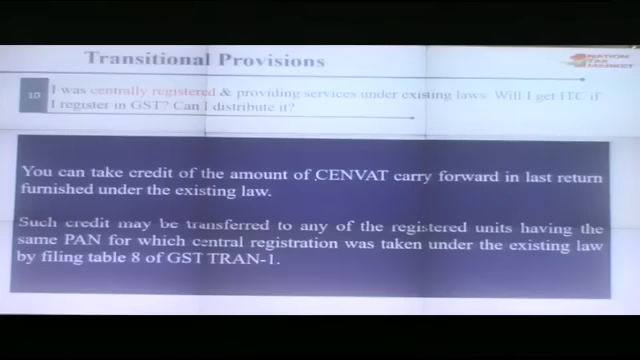 Transitional Provisions
NATION
TAX
MARKET
10
I was centrally registered & providing services under existing laws. Will I get ITC if
I register in GST? Can I distribute it?
You can take credit of the amount of CENVAT carry forward in last return
furnished under the existing law.
Such credit may be transferred to any of the registered units having the
same PAN for which central registration was taken under the existing law
by filing table 8 of GST TRAN-1.